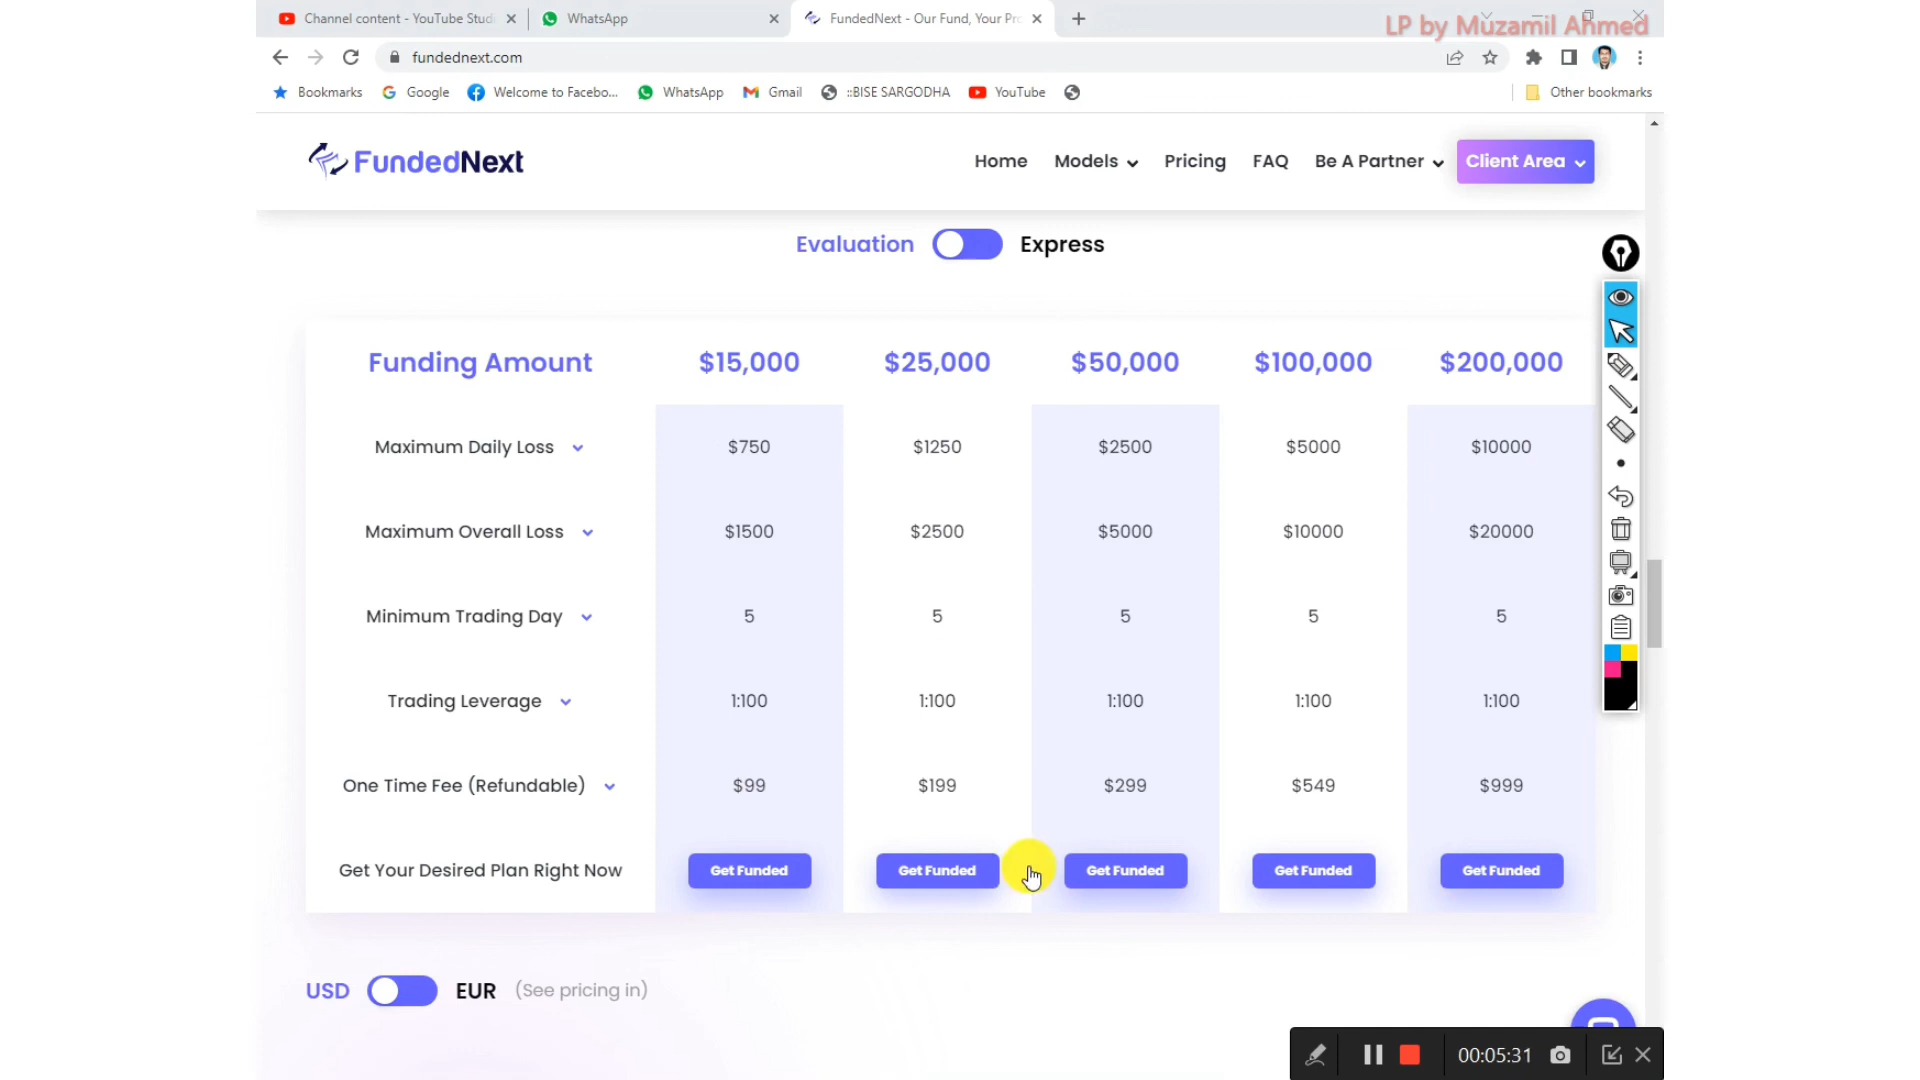 Channel content - YouTube Stud
WhatsApp
FundedNext - Our Fund, Your Pr
LP by Muzamil Ahmed
fundednext.com
Bookmarks
Google
Welcome to Facebo...
WhatsApp
Gmail
::BISE SARGODHA
YouTube
Other bookmarks
FundedNext
Home
Models
Pricing
FAQ
Be A Partner
Client Area
Evaluation
Express
Funding Amount $15,000 $25,000 $50,000 $100,000 $200,000
Maximum Daily Loss $750 $1250 $2500 $5000 $10000
Maximum Overall Loss $1500 $2500 $5000 $10000 $20000
Minimum Trading Day 5 5 5 5 5
Trading Leverage 1:100 1:100 1:100 1:100 1:100
One Time Fee (Refundable) $99 $199 $299 $549 $999
Get Your Desired Plan Right Now Get Funded Get Funded Get Funded Get Funded Get Funded
USD EUR (See pricing in)
00:05:31